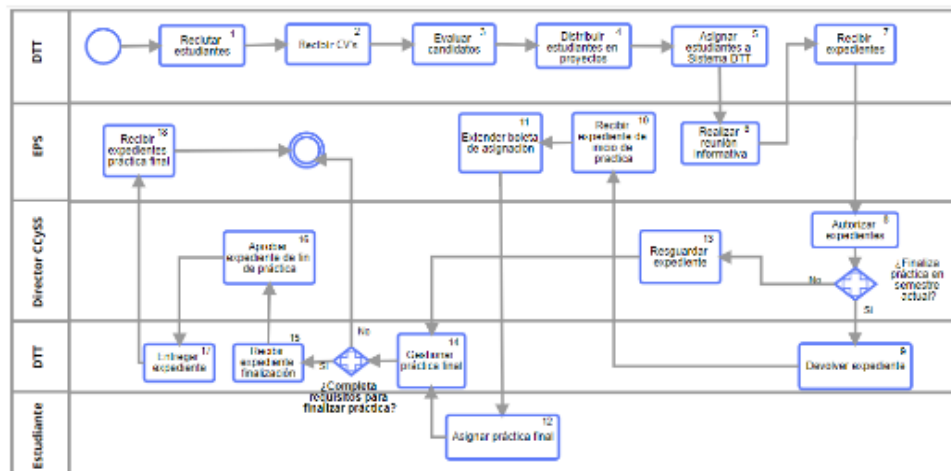 DTT
1
Reclutar
estudiantes
2
Recibir CV's
3
Evaluar
candidatos
4
Distribuir
estudiantes en
proyectos
5
Asignar
estudiantes a
Sistema DTT
7
Recibir
expedientes
EPS
18
Recibir
expedientes
práctica final
11
Extender boleta
de asignación
10
Recibir
expediente de
inicio de práctica
Realizar
reunión
informativa
Director CCySS
16
Aprobar
expediente de fin
de práctica
13
Resguardar
expediente
8
Autorizar
expedientes
¿Finaliza
práctica en
semestre
actual?
No
Si
DTT
17
Entregar
expediente
15
Recibir
expediente
finalización
No
Si
¿Completa
requisitos para
finalizar práctica?
14
Gestionar
práctica final
9
Devolver expediente
Estudiante
12
Asignar práctica final